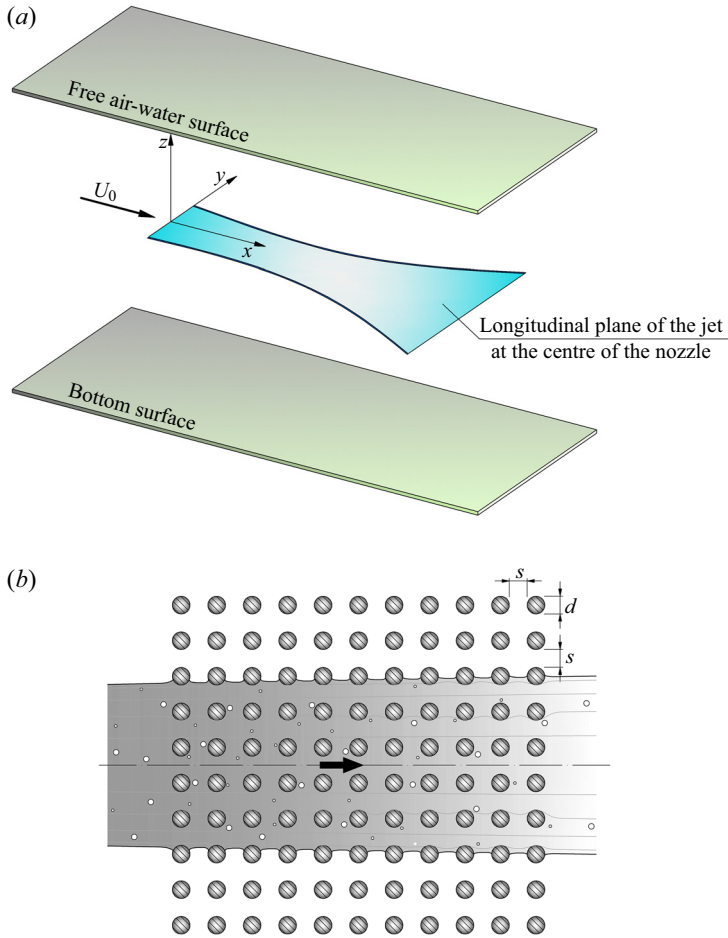 (a)
Free air-water surface
z
y
U0
x
Longitudinal plane of the jet
at the centre of the nozzle
Bottom surface
(b)
s
d
s